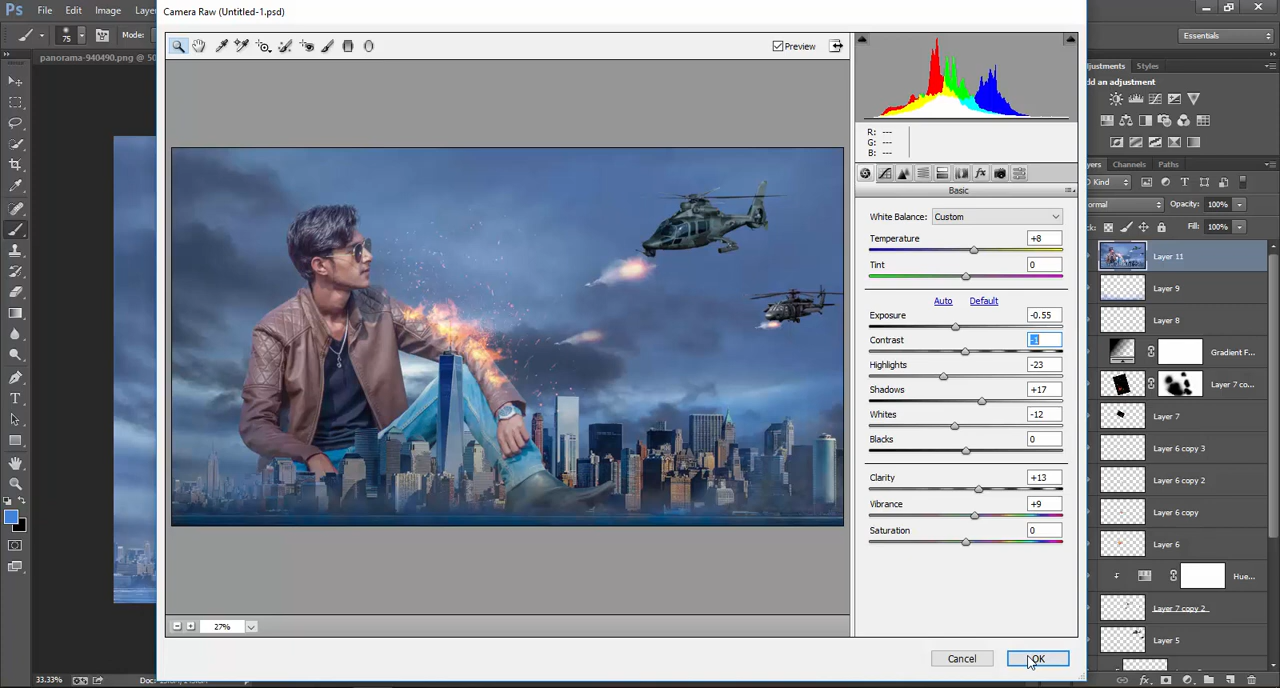 Ps File Edit Image Laye
Camera Raw (Untitled-1.psd)
75 Mode:
Essentials
panorama-940490.png @ 50
Preview
Adjustments Styles
Add an adjustment
R: ---
G: ---
B: ---
Layers Channels Paths
Kind
Basic
Normal Opacity: 100%
White Balance: Custom
Fill: 100%
Temperature +8
Layer 11
Tint 0
Layer 9
Auto Default
Exposure -0.55
Layer 8
Contrast -1
Gradient F...
Highlights -23
Layer 7 co...
Shadows +17
Whites -12
Layer 7
Blacks 0
Layer 6 copy 3
Clarity +13
Layer 6 copy 2
Vibrance +9
Layer 6 copy
Saturation 0
Layer 6
Hue...
Layer 7 copy 2
27%
Layer 5
Cancel OK
33.33%